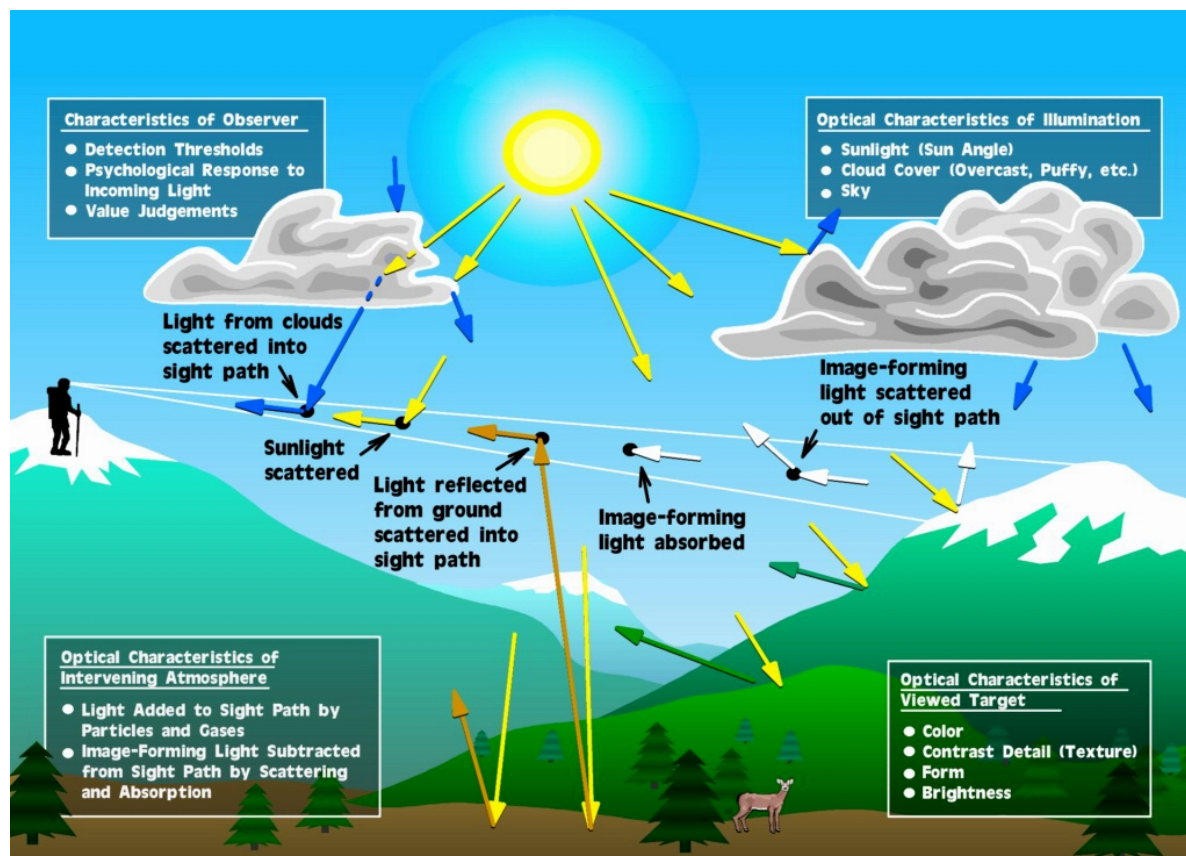 Characteristics of Observer
● Detection Thresholds
● Psychological Response to
Incoming Light
● Value Judgements
Optical Characteristics of Illumination
● Sunlight (Sun Angle)
● Cloud Cover (Overcast, Puffy, etc.)
● Sky
Light from clouds
scattered into
sight path
Sunlight
scattered
Light reflected
from ground
scattered into
sight path
Image-forming
light absorbed
Image-forming
light scattered
out of sight path
Optical Characteristics of
Intervening Atmosphere
● Light Added to Sight Path by
Particles and Gases
● Image-Forming Light Subtracted
from Sight Path by Scattering
and Absorption
Optical Characteristics of
Viewed Target
● Color
● Contrast Detail (Texture)
● Form
● Brightness